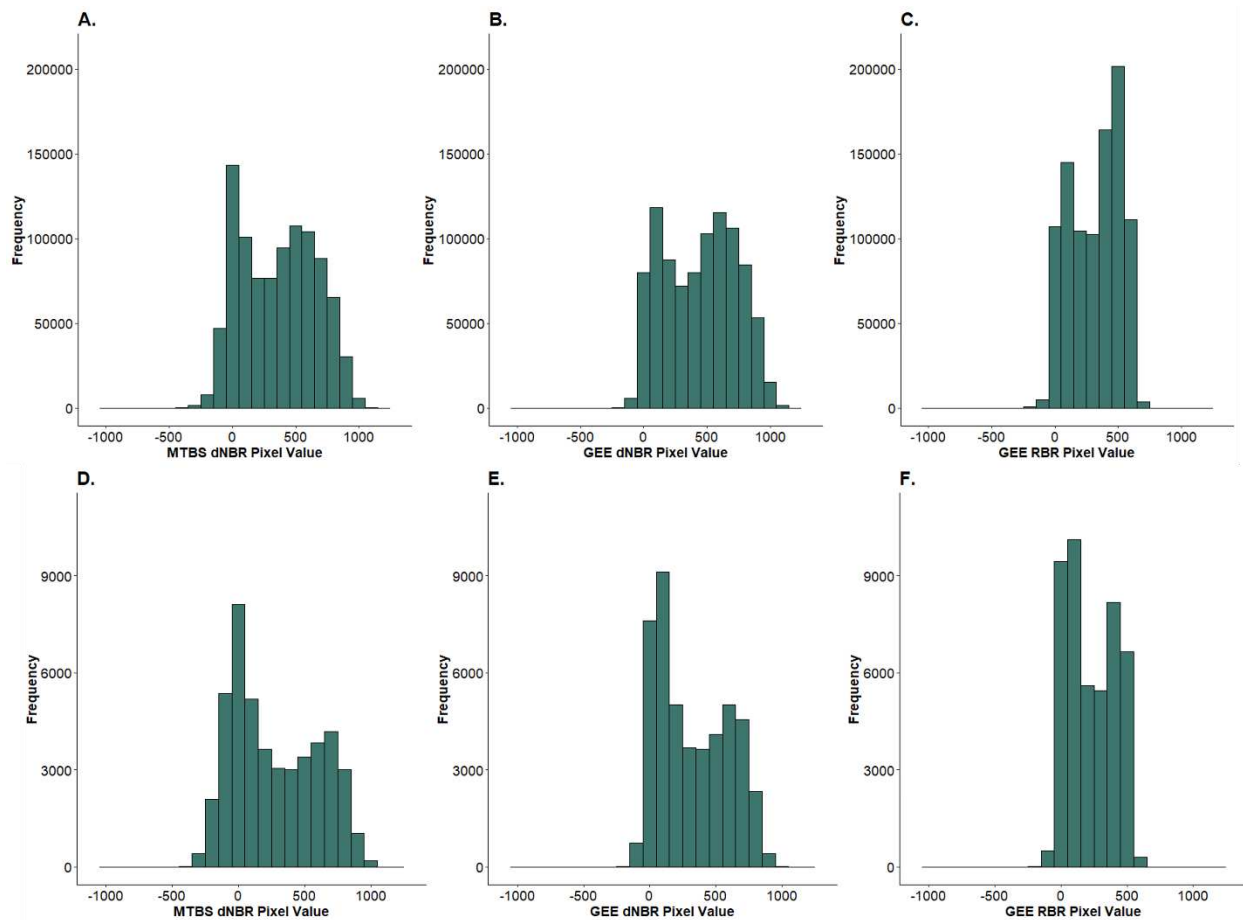 A.
B.
C.
200000
150000
100000
50000
0
Frequency
-1000 -500 0 500 1000
MTBS dNBR Pixel Value
200000
150000
100000
50000
0
Frequency
-1000 -500 0 500 1000
GEE dNBR Pixel Value
200000
150000
100000
50000
0
Frequency
-1000 -500 0 500 1000
GEE RBR Pixel Value
D.
E.
F.
9000
6000
3000
0
Frequency
-1000 -500 0 500 1000
MTBS dNBR Pixel Value
9000
6000
3000
0
Frequency
-1000 -500 0 500 1000
GEE dNBR Pixel Value
9000
6000
3000
0
Frequency
-1000 -500 0 500 1000
GEE RBR Pixel Value